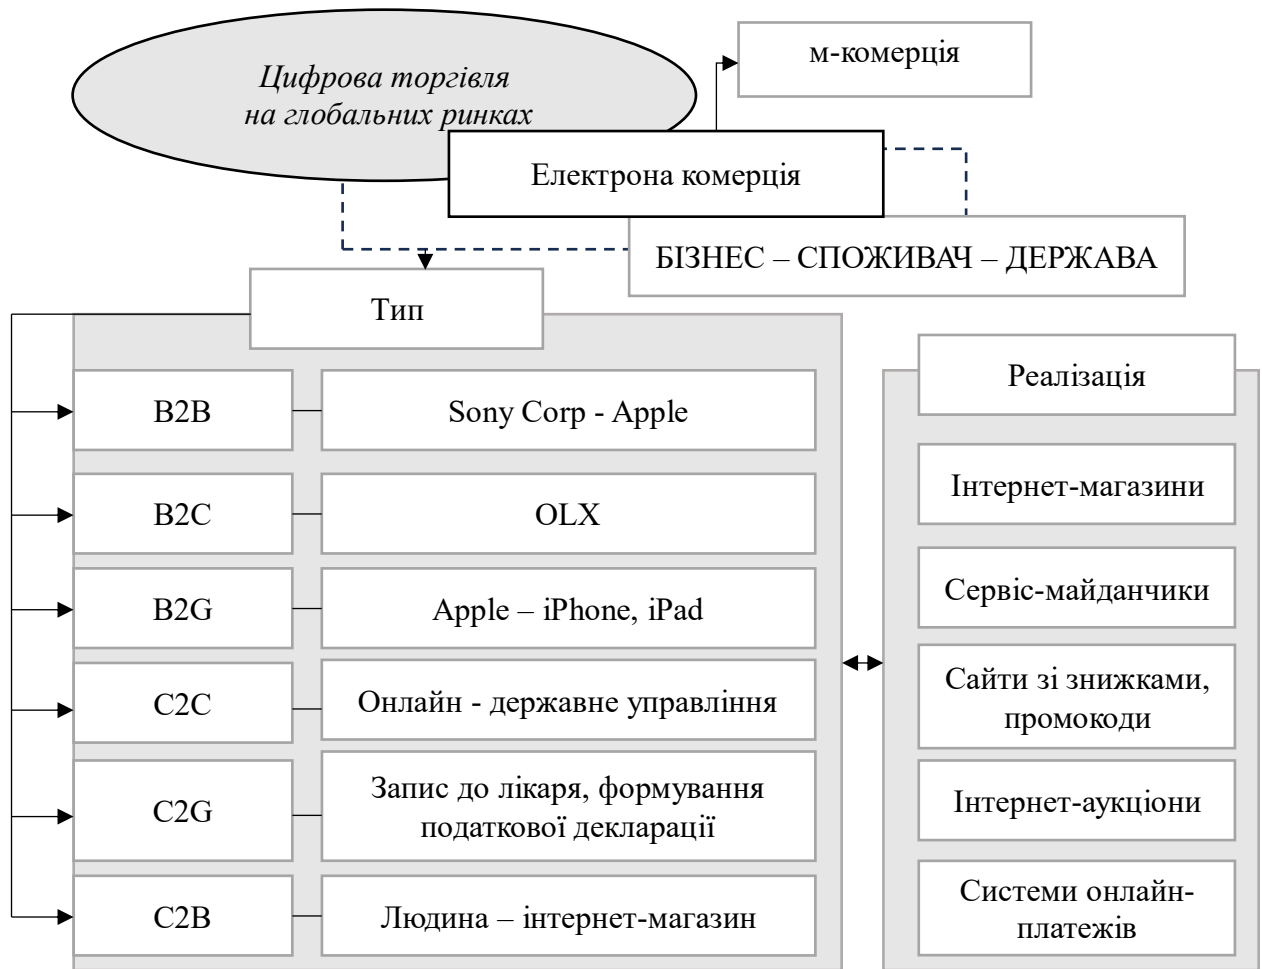 Цифрова торгівля
на глобальних ринках
м-комерція
Електрона комерція
БІЗНЕС – СПОЖИВАЧ – ДЕРЖАВА
Тип
B2B
Sony Corp - Apple
B2C
OLX
B2G
Apple – iPhone, iPad
C2C
Онлайн - державне управління
C2G
Запис до лікаря, формування
податкової декларації
C2B
Людина – інтернет-магазин
Реалізація
Інтернет-магазини
Сервіс-майданчики
Сайти зі знижками,
промокоди
Інтернет-аукціони
Системи онлайн-
платежів